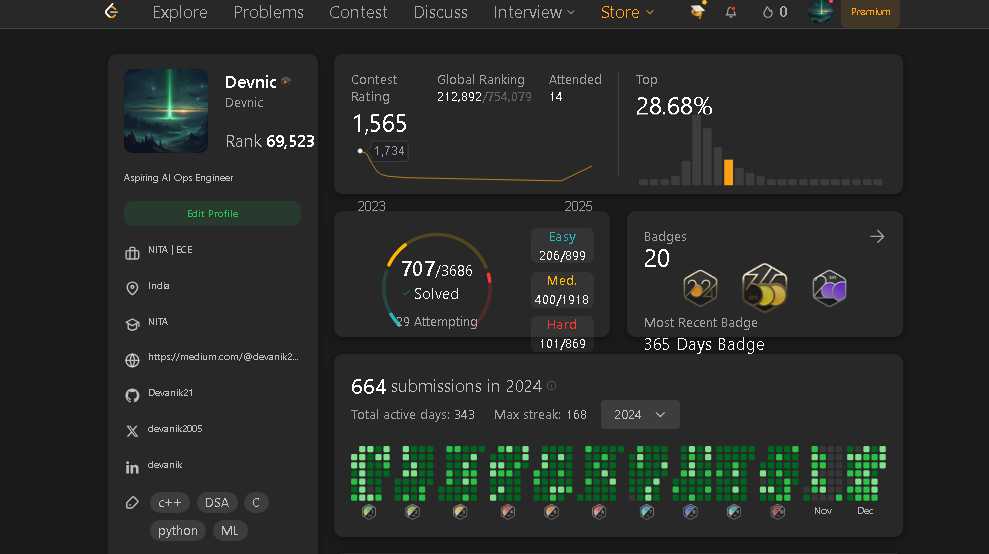 Explore Problems Contest Discuss Interview Store 0 Premium
Devnic
Devnic
Rank 69,523
Aspiring AI Ops Engineer
Edit Profile
NITA | ECE
India
NITA
https://medium.com/@devanik2...
Devanik21
devanik2005
devanik
c++ DSA C
python ML
Contest Rating
1,565
Global Ranking
212,892/754,079
Attended
14
1,734
2023 2025
Top
28.68%
707/3686
Solved
29 Attempting
Easy
206/899
Med.
400/1918
Hard
101/869
Badges
20
Most Recent Badge
365 Days Badge
664 submissions in 2024
Total active days: 343 Max streak: 168 2024
Nov Dec